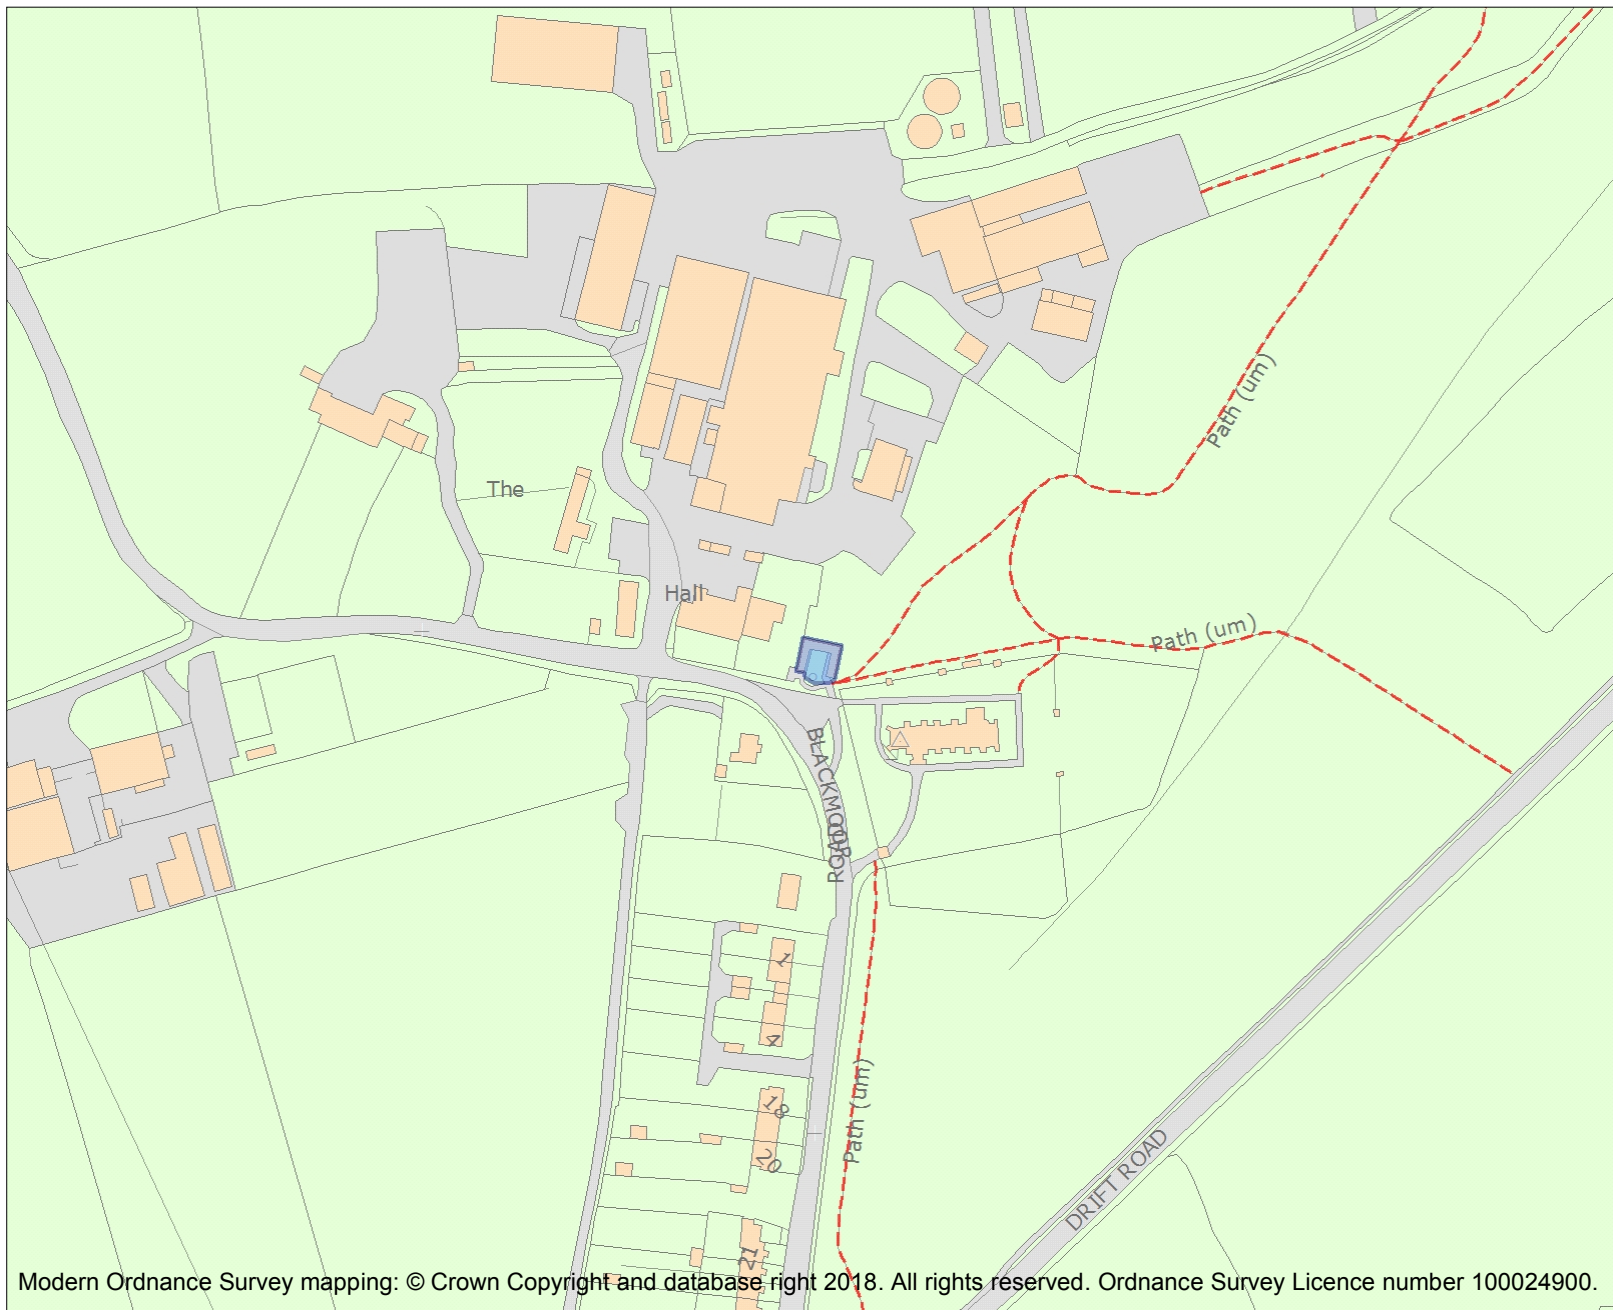 Path (um)
The
Hall
Path (um)
BLACKMOOR
ROAD
1
4
Path (um)
18
20
DRIFT ROAD
21
Modern Ordnance Survey mapping: © Crown Copyright and database right 2018. All rights reserved. Ordnance Survey Licence number 100024900.